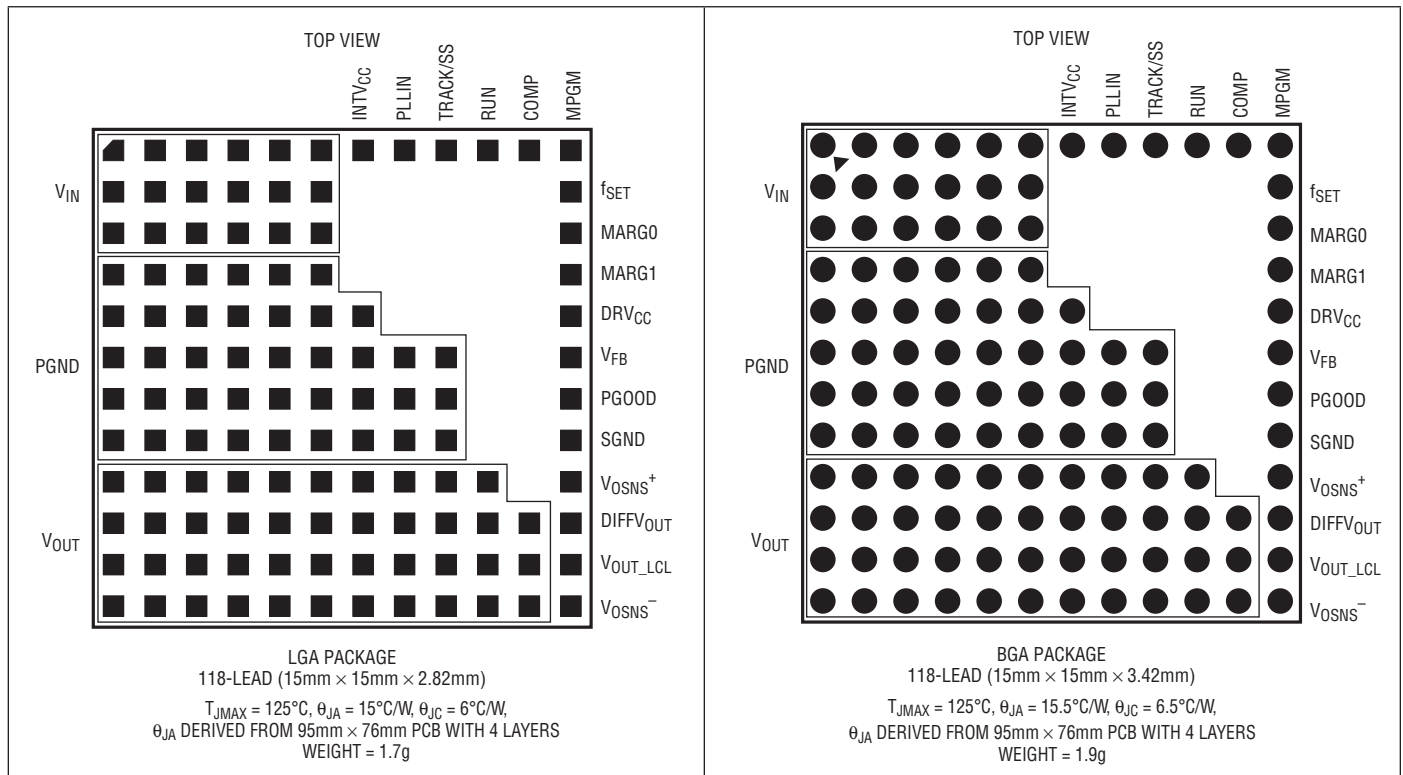 TOP VIEW
INTVCC
PLLIN
TRACK/SS
RUN
COMP
MPGM
VIN
fSET
MARG0
MARG1
DRVCC
PGND
VFB
PGOOD
SGND
VOSNS+
VOUT
DIFFVOUT
VOUT_LCL
VOSNS–
LGA PACKAGE
118-LEAD (15mm × 15mm × 2.82mm)
TJMAX = 125°C, θJA = 15°C/W, θJC = 6°C/W,
θJA DERIVED FROM 95mm × 76mm PCB WITH 4 LAYERS
WEIGHT = 1.7g
TOP VIEW
INTVCC
PLLIN
TRACK/SS
RUN
COMP
MPGM
VIN
fSET
MARG0
MARG1
DRVCC
PGND
VFB
PGOOD
SGND
VOSNS+
VOUT
DIFFVOUT
VOUT_LCL
VOSNS–
BGA PACKAGE
118-LEAD (15mm × 15mm × 3.42mm)
TJMAX = 125°C, θJA = 15.5°C/W, θJC = 6.5°C/W,
θJA DERIVED FROM 95mm × 76mm PCB WITH 4 LAYERS
WEIGHT = 1.9g